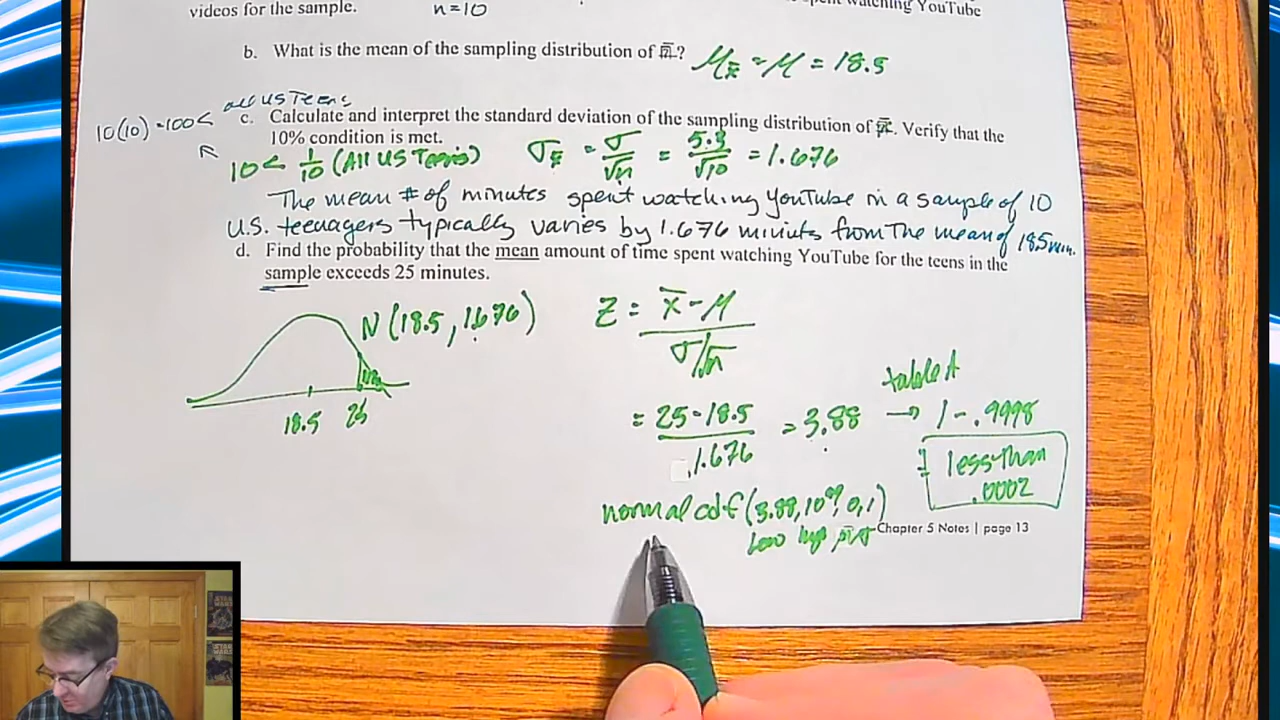 spent watching YouTube
videos for the sample. n=10
b. What is the mean of the sampling distribution of x̄? μx̄ = μ = 18.5
all US Teens
10(10) = 100 <
c. Calculate and interpret the standard deviation of the sampling distribution of x̄. Verify that the
10% condition is met.
10 < 1/10 (All US Teens) σx̄ = σ/√n = 5.3/√10 = 1.676
The mean # of minutes spent watching YouTube in a sample of 10
U.S. teenagers typically varies by 1.676 minutes from the mean of 18.5 min.
d. Find the probability that the mean amount of time spent watching YouTube for the teens in the
sample exceeds 25 minutes.
N(18.5, 1.676) z = x̄ - μ
σ/√n
18.5 25
table A
= 25 - 18.5 = 3.88 → 1 - .9998
1.676
= less than
.0002
normalcdf(3.88, 10^99, 0, 1)
low high
Chapter 5 Notes | page 13
STAR WARS